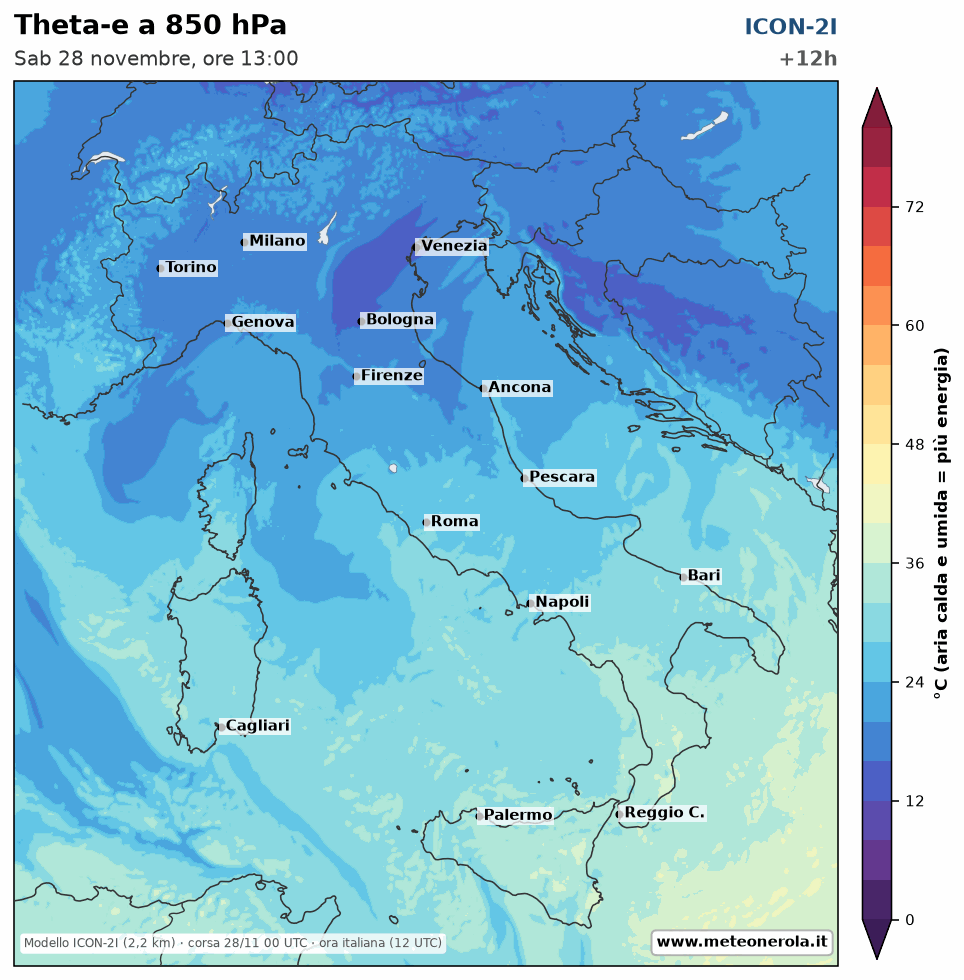 Theta-e a 850 hPa
ICON-2I
Sab 28 novembre, ore 13:00
+12h
Milano
Venezia
Torino
Genova
Bologna
Firenze
Ancona
Pescara
Roma
Bari
Napoli
Cagliari
Palermo
Reggio C.
72
60
48
36
24
12
0
°C (aria calda e umida = più energia)
Modello ICON-2I (2,2 km) · corsa 28/11 00 UTC · ora italiana (12 UTC)
www.meteonerola.it